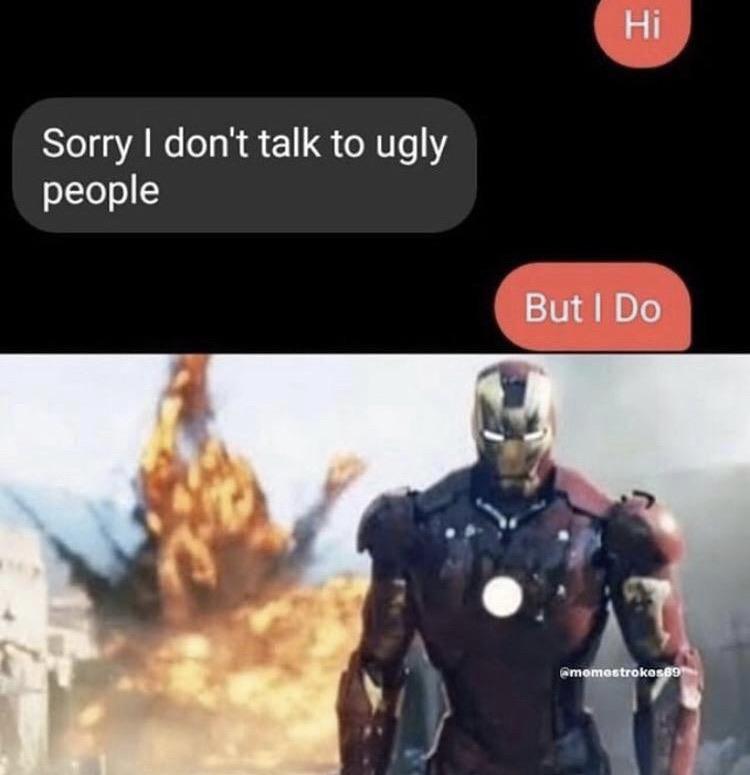 Hi
Sorry I don't talk to ugly
people
But I Do
@memestrokes69